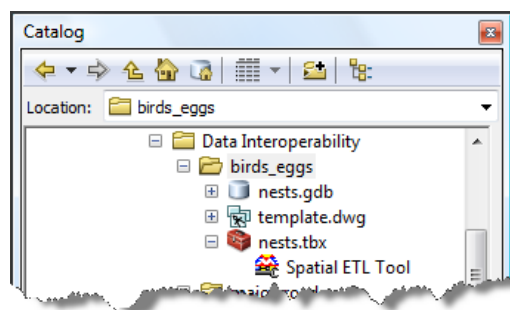 Catalog
Location: birds_eggs
Data Interoperability
birds_eggs
nests.gdb
template.dwg
nests.tbx
Spatial ETL Tool